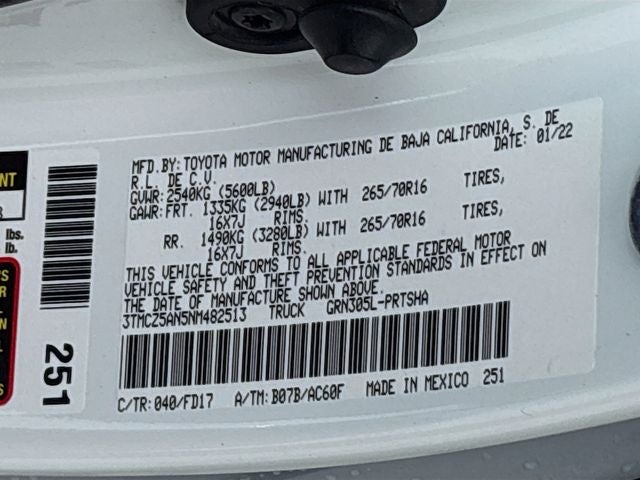 MFD.BY: TOYOTA MOTOR MANUFACTURING DE BAJA CALIFORNIA, S. DE
R.L. DE C.V. DATE: 01/22
GVWR: 2540KG (5600LB)
GAWR: FRT. 1335KG (2940LB) WITH 265/70R16 TIRES,
16X7J RIMS.
RR. 1490KG (3280LB) WITH 265/70R16 TIRES,
16X7J RIMS.
THIS VEHICLE CONFORMS TO ALL APPLICABLE FEDERAL MOTOR
VEHICLE SAFETY AND THEFT PREVENTION STANDARDS IN EFFECT ON
THE DATE OF MANUFACTURE SHOWN ABOVE.
3TMCZ5AN5NM482513 TRUCK GRN305L-PRTSHA
C/TR: 040/FD17 A/TM: B07B/AC60F MADE IN MEXICO 251
251
lbs.
lb.